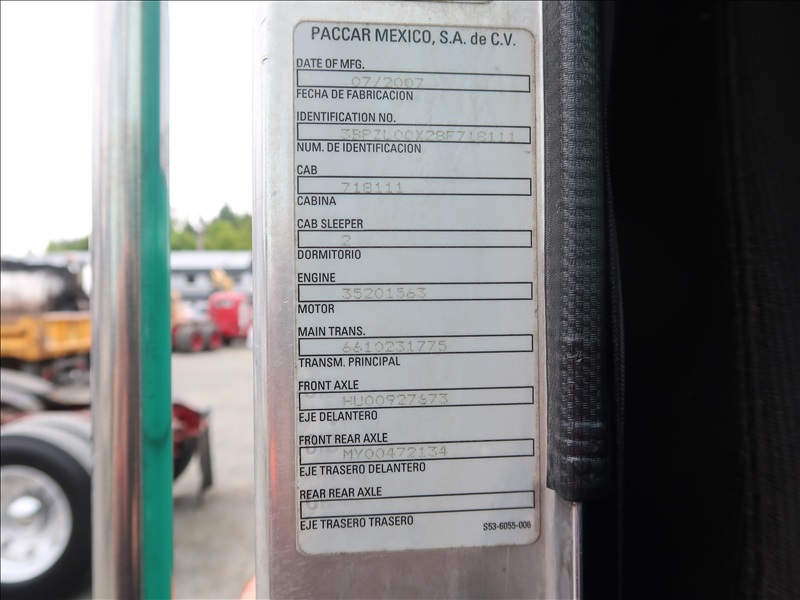 PACCAR MEXICO, S.A. de C.V.
DATE OF MFG.
07/2007
FECHA DE FABRICACION
IDENTIFICATION NO.
3BPZL00X28F718111
NUM. DE IDENTIFICACION
CAB
718111
CABINA
CAB SLEEPER
2
DORMITORIO
ENGINE
35201563
MOTOR
MAIN TRANS.
6610231775
TRANSM. PRINCIPAL
FRONT AXLE
HU00927673
EJE DELANTERO
FRONT REAR AXLE
MY00472134
EJE TRASERO DELANTERO
REAR REAR AXLE
EJE TRASERO TRASERO
S53-6055-006